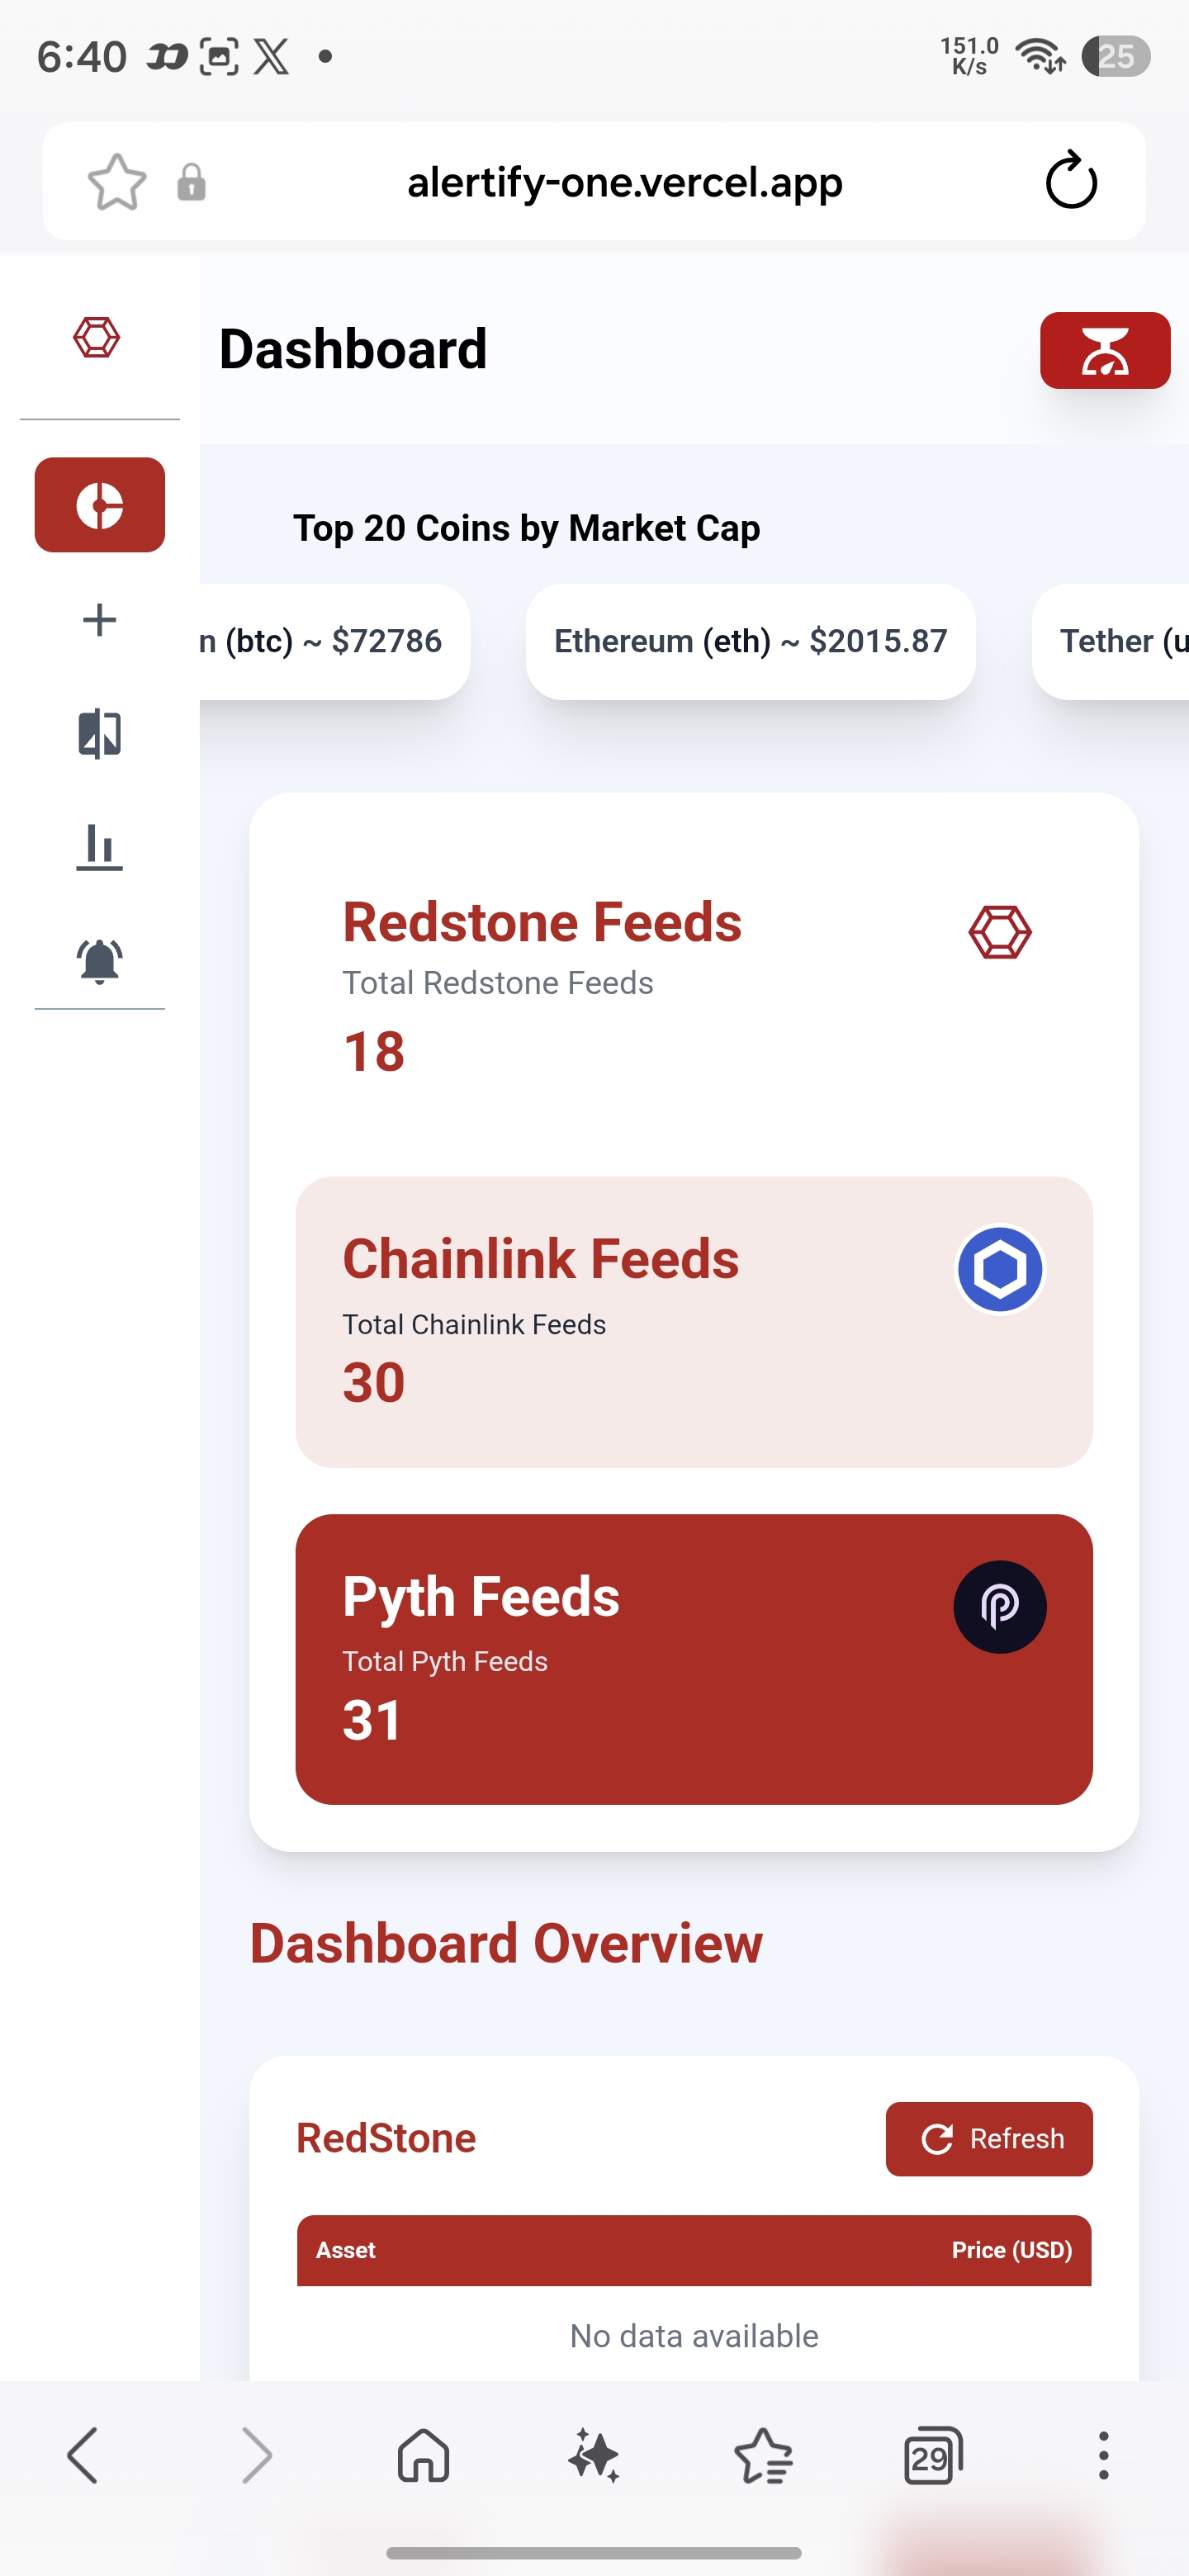 6:40
151.0
K/s
25
alertify-one.vercel.app
Dashboard
Top 20 Coins by Market Cap
n (btc) ~ $72786
Ethereum (eth) ~ $2015.87
Tether (u
Redstone Feeds
Total Redstone Feeds
18
Chainlink Feeds
Total Chainlink Feeds
30
Pyth Feeds
Total Pyth Feeds
31
Dashboard Overview
RedStone
Refresh
Asset
Price (USD)
No data available
29